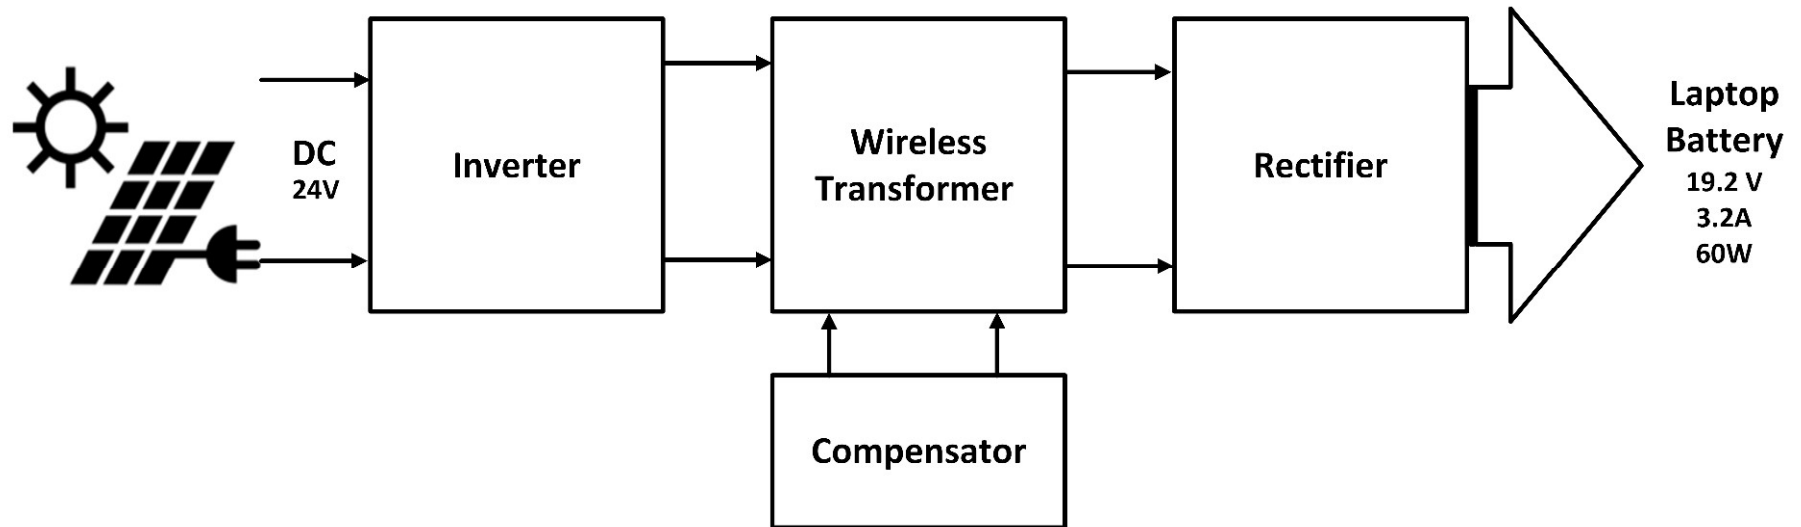 DC
24V
Inverter
Wireless
Transformer
Rectifier
Laptop
Battery
19.2 V
3.2A
60W
Compensator